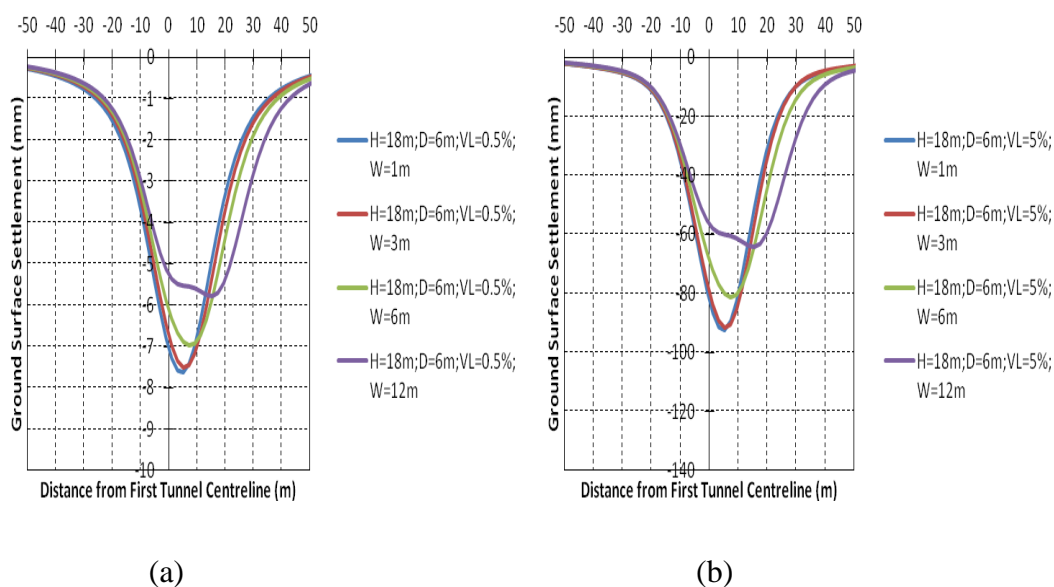 -50 -40 -30 -20 -10 0 10 20 30 40 50
0
-1
-2
-3
-4
-5
-6
-7
-8
-9
-10
Ground Surface Settlement (mm)
Distance from First Tunnel Centreline (m)
H=18m;D=6m;VL=0.5%;
W=1m
H=18m;D=6m;VL=0.5%;
W=3m
H=18m;D=6m;VL=0.5%;
W=6m
H=18m;D=6m;VL=0.5%;
W=12m
(a)
-50 -40 -30 -20 -10 0 10 20 30 40 50
0
-20
-40
-60
-80
-100
-120
-140
Ground Surface Settlement (mm)
Distance from First Tunnel Centreline (m)
H=18m;D=6m;VL=5%;
W=1m
H=18m;D=6m;VL=5%;
W=3m
H=18m;D=6m;VL=5%;
W=6m
H=18m;D=6m;VL=5%;
W=12m
(b)